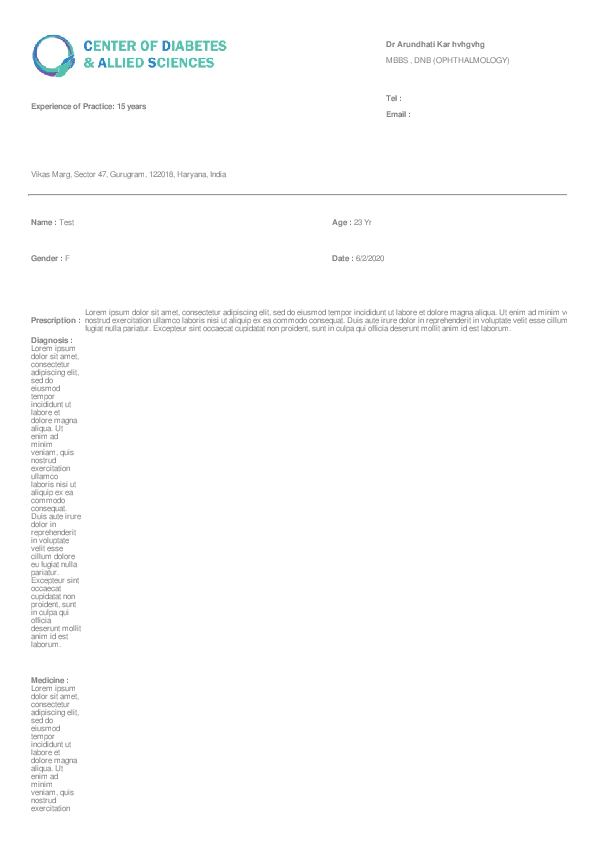 CENTER OF DIABETES
& ALLIED SCIENCES
Dr Arundhati Kar hvhgvhg
MBBS , DNB (OPHTHALMOLOGY)
Experience of Practice: 15 years
Tel :
Email :
Vikas Marg, Sector 47, Gurugram. 122018, Haryana, India
Name : Test
Age : 23 Yr
Gender : F
Date : 6/2/2020
Lorem ipsum dolor sit amet, consectetur adipiscing elit, sed do eiusmod tempor incididunt ut labore et dolore magna aliqua. Ut enim ad minim
Prescription : nostrud exercitation ullamco laboris nisi ut aliquip ex ea commodo consequat. Duis aute irure dolor in reprehenderit in voluptate velit esse cillum
fugiat nulla pariatur. Excepteur sint occaecat cupidatat non proident, sunt in culpa qui officia deserunt mollit anim id est laborum.
Diagnosis :
Lorem ipsum
dolor sit amet,
consectetur
adipiscing elit,
sed do
eiusmod
tempor
incididunt ut
labore et
dolore magna
aliqua. Ut
enim ad
minim
veniam, quis
nostrud
exercitation
ullamco
laboris nisi ut
aliquip ex ea
commodo
consequat.
Duis aute irure
dolor in
reprehenderit
in voluptate
velit esse
cillum dolore
eu fugiat nulla
pariatur.
Excepteur sint
occaecat
cupidatat non
proident, sunt
in culpa qui
officia
deserunt mollit
anim id est
laborum.
Medicine :
Lorem ipsum
dolor sit amet,
consectetur
adipiscing elit,
sed do
eiusmod
tempor
incididunt ut
labore et
dolore magna
aliqua. Ut
enim ad
minim
veniam, quis
nostrud
exercitation